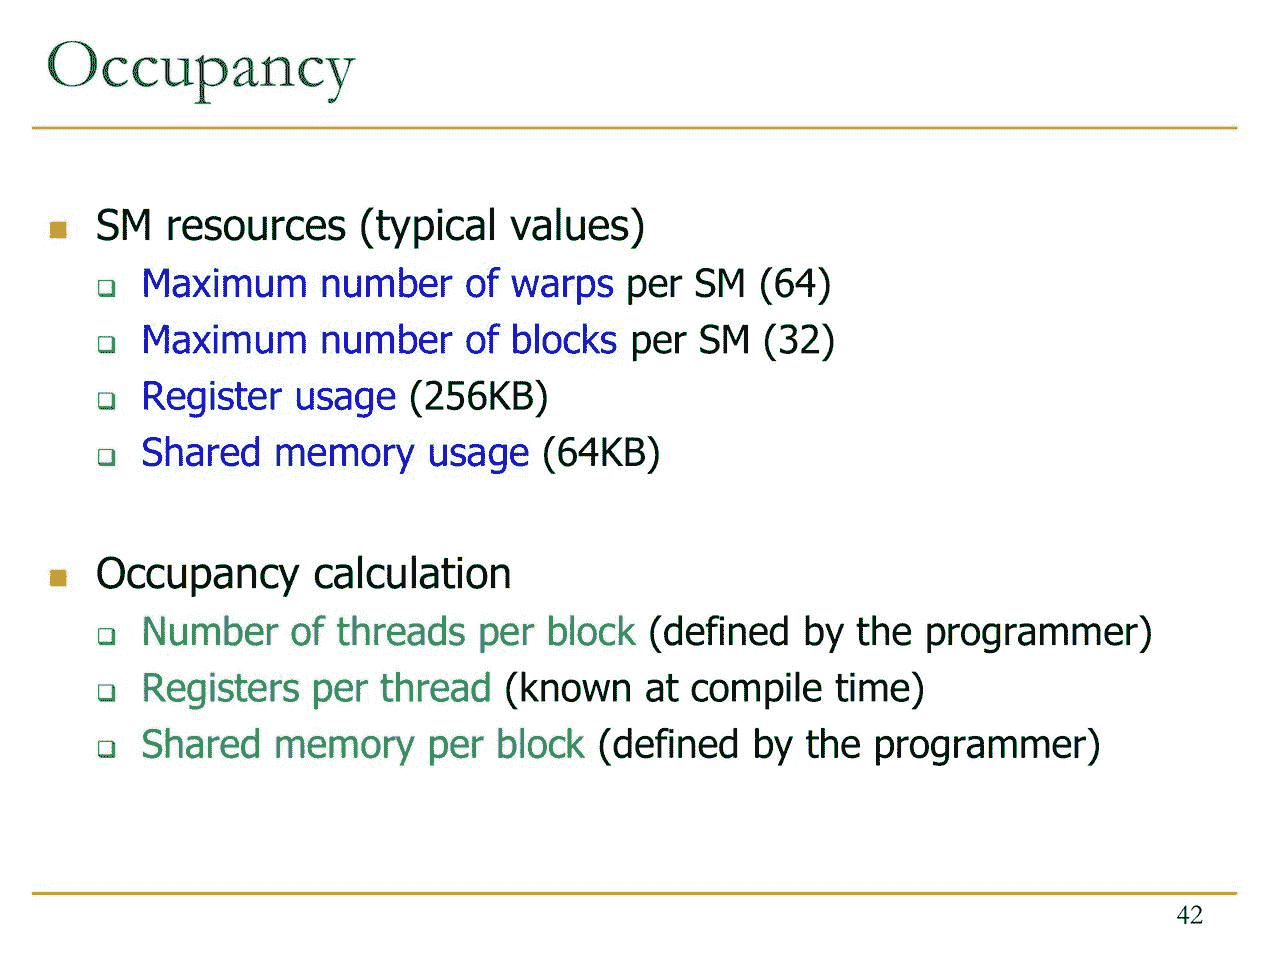 Occupancy
SM resources (typical values)
Maximum number of warps per SM (64)
Maximum number of blocks per SM (32)
Register usage (256KB)
Shared memory usage (64KB)
Occupancy calculation
Number of threads per block (defined by the programmer)
Registers per thread (known at compile time)
Shared memory per block (defined by the programmer)
42